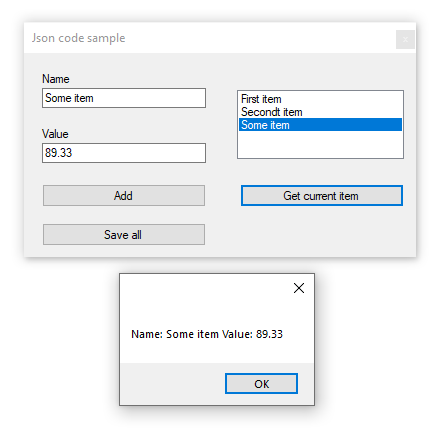 Json code sample
Name
Some item
Value
89.33
Add
Save all
First item
Secondt item
Some item
Get current item
Name: Some item Value: 89.33
OK